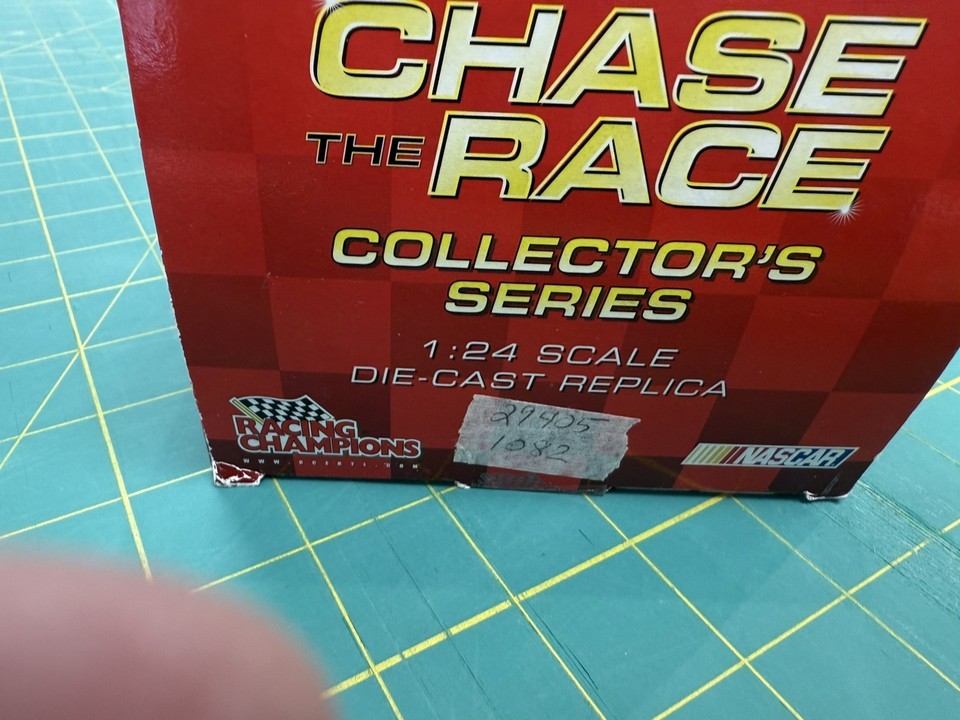 CHASE
THE RACE
COLLECTOR'S
SERIES
1:24 SCALE
DIE-CAST REPLICA
29405
1082
RACING
CHAMPIONS
NASCAR